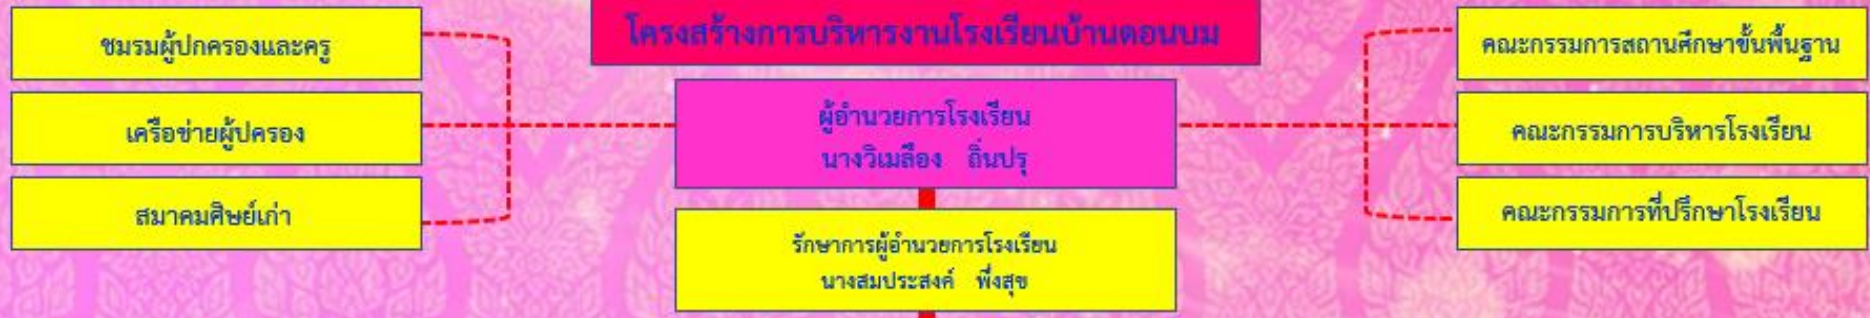 โครงสร้างการบริหารงานโรงเรียนบ้านดอนบม
ชมรมผู้ปกครองและครู
เครือข่ายผู้ปครอง
สมาคมศิษย์เก่า
ผู้อำนวยการโรงเรียน
นางวิเมลือง ถิ่นปรุ
รักษาการผู้อำนวยการโรงเรียน
นางสมประสงค์ พึ่งสุข
คณะกรรมการสถานศึกษาขั้นพื้นฐาน
คณะกรรมการบริหารโรงเรียน
คณะกรรมการที่ปรึกษาโรงเรียน